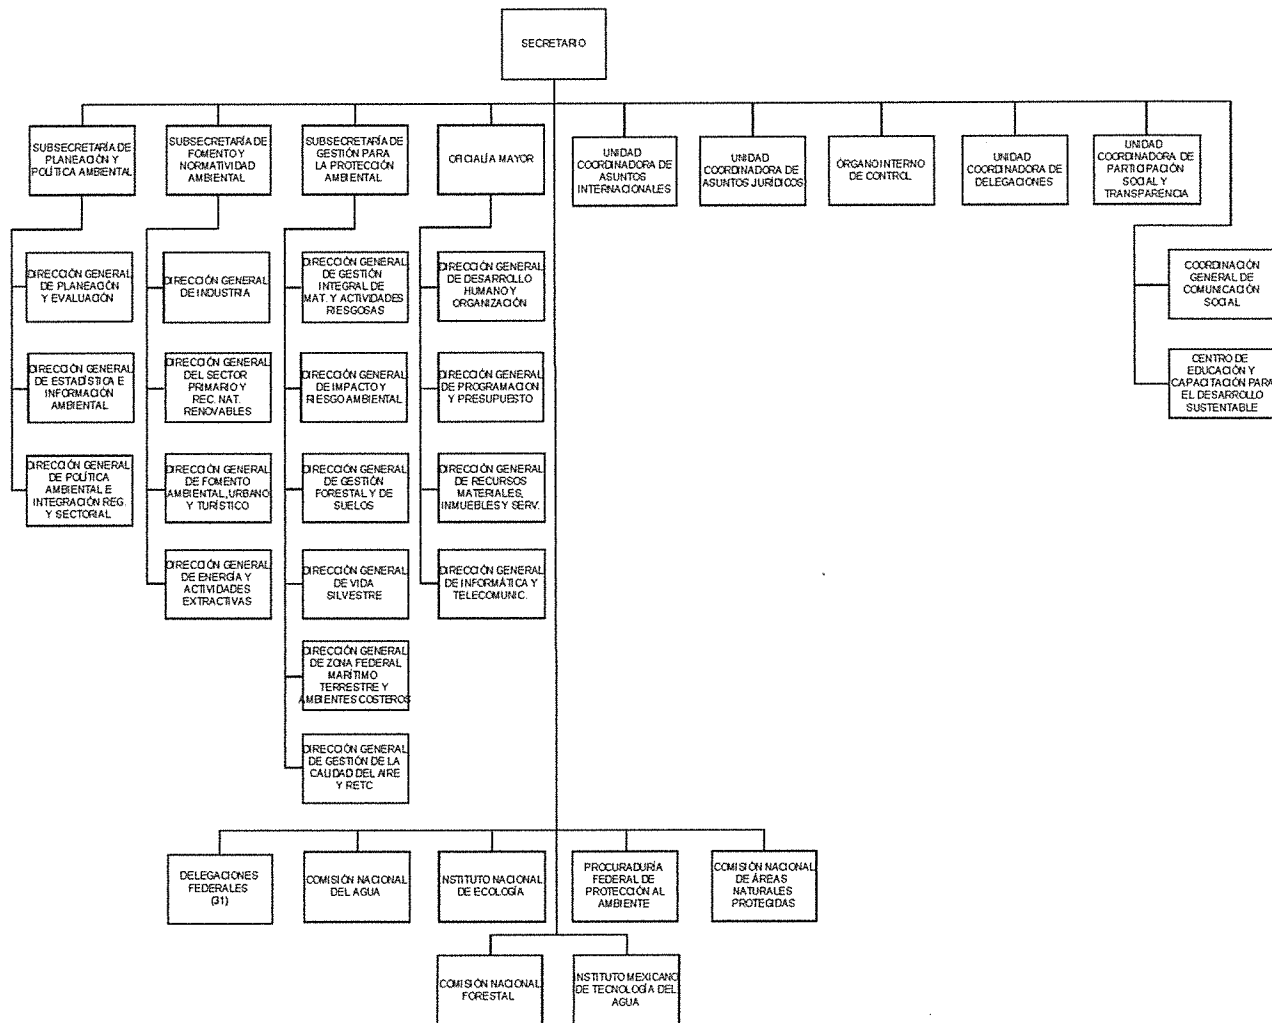 SECRETARIO
SUBSECRETARÍA DE
PLANEACIÓN Y
POLÍTICA AMBIENTAL
SUBSECRETARÍA DE
FOMENTO Y
NORMATIVIDAD
AMBIENTAL
SUBSECRETARÍA DE
GESTIÓN PARA
LA PROTECCIÓN
AMBIENTAL
OFICIALÍA MAYOR
UNIDAD
COORDINADORA DE
ASUNTOS
INTERNACIONALES
UNIDAD
COORDINADORA DE
ASUNTOS JURÍDICOS
ÓRGANO INTERNO
DE CONTROL
UNIDAD
COORDINADORA DE
DELEGACIONES
UNIDAD
COORDINADORA DE
PARTICIPACIÓN
SOCIAL Y
TRANSPARENCIA
DIRECCIÓN GENERAL
DE PLANEACIÓN
Y EVALUACIÓN
DIRECCIÓN GENERAL
DE INDUSTRIA
DIRECCIÓN GENERAL
DE GESTIÓN
INTEGRAL DE
MAT. Y ACTIVIDADES
RIESGOSAS
DIRECCIÓN GENERAL
DE DESARROLLO
HUMANO Y
ORGANIZACIÓN
COORDINACIÓN
GENERAL DE
COMUNICACIÓN
SOCIAL
DIRECCIÓN GENERAL
DE ESTADÍSTICA E
INFORMACIÓN
AMBIENTAL
DIRECCIÓN GENERAL
DEL SECTOR
PRIMARIO Y
REC. NAT.
RENOVABLES
DIRECCIÓN GENERAL
DE IMPACTO Y
RIESGO AMBIENTAL
DIRECCIÓN GENERAL
DE PROGRAMACION
Y PRESUPUESTO
CENTRO DE
EDUCACIÓN Y
CAPACITACIÓN PARA
EL DESARROLLO
SUSTENTABLE
DIRECCIÓN GENERAL
DE POLÍTICA
AMBIENTAL E
INTEGRACIÓN REG.
Y SECTORIAL
DIRECCIÓN GENERAL
DE FOMENTO
AMBIENTAL, URBANO
Y TURÍSTICO
DIRECCIÓN GENERAL
DE GESTIÓN
FORESTAL Y DE
SUELOS
DIRECCIÓN GENERAL
DE RECURSOS
MATERIALES,
INMUEBLES Y SERV.
DIRECCIÓN GENERAL
DE ENERGÍA Y
ACTIVIDADES
EXTRACTIVAS
DIRECCIÓN GENERAL
DE VIDA
SILVESTRE
DIRECCIÓN GENERAL
DE INFORMÁTICA Y
TELECOMUNIC.
DIRECCIÓN GENERAL
DE ZONA FEDERAL
MARÍTIMO
TERRESTRE Y
AMBIENTES COSTEROS
DIRECCIÓN GENERAL
DE GESTIÓN DE LA
CALIDAD DEL AIRE
Y RETC
DELEGACIONES
FEDERALES
(31)
COMISIÓN NACIONAL
DEL AGUA
INSTITUTO NACIONAL
DE ECOLOGÍA
PROCURADURÍA
FEDERAL DE
PROTECCIÓN AL
AMBIENTE
COMISIÓN NACIONAL
DE ÁREAS
NATURALES
PROTEGIDAS
COMISIÓN NACIONAL
FORESTAL
INSTITUTO MEXICANO
DE TECNOLOGÍA DEL
AGUA